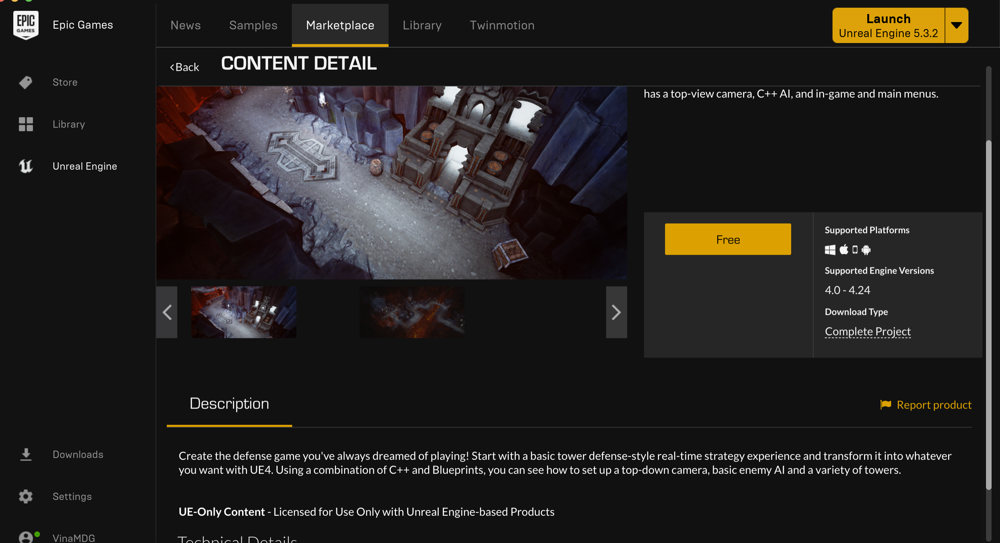 EPIC
GAMES
Epic Games
Store
Library
Unreal Engine
Downloads
Settings
VinaMDG
News
Samples
Marketplace
Library
Twinmotion
Launch
Unreal Engine 5.3.2
<Back
CONTENT DETAIL
has a top-view camera, C++ AI, and in-game and main menus.
Free
Supported Platforms
Supported Engine Versions
4.0 - 4.24
Download Type
Complete Project
Description
Report product
Create the defense game you've always dreamed of playing! Start with a basic tower defense-style real-time strategy experience and transform it into whatever
you want with UE4. Using a combination of C++ and Blueprints, you can see how to set up a top-down camera, basic enemy AI and a variety of towers.
UE-Only Content - Licensed for Use Only with Unreal Engine-based Products
Technical Details